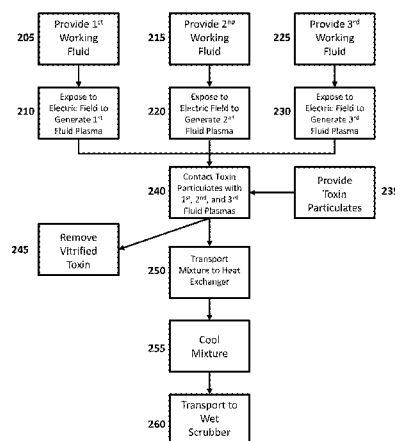 205
Provide 1st
Working
Fluid
215
Provide 2nd
Working
Fluid
225
Provide 3rd
Working
Fluid
210
Expose to
Electric Field to
Generate 1st
Fluid Plasma
220
Expose to
Electric Field to
Generate 2nd
Fluid Plasma
230
Expose to
Electric Field to
Generate 3rd
Fluid Plasma
240
Contact Toxin
Particulates with
1st, 2nd, and 3rd
Fluid Plasmas
Provide
Toxin
Particulates
235
245
Remove
Vitrified
Toxin
250
Transport
Mixture to Heat
Exchanger
255
Cool
Mixture
260
Transport to
Wet
Scrubber